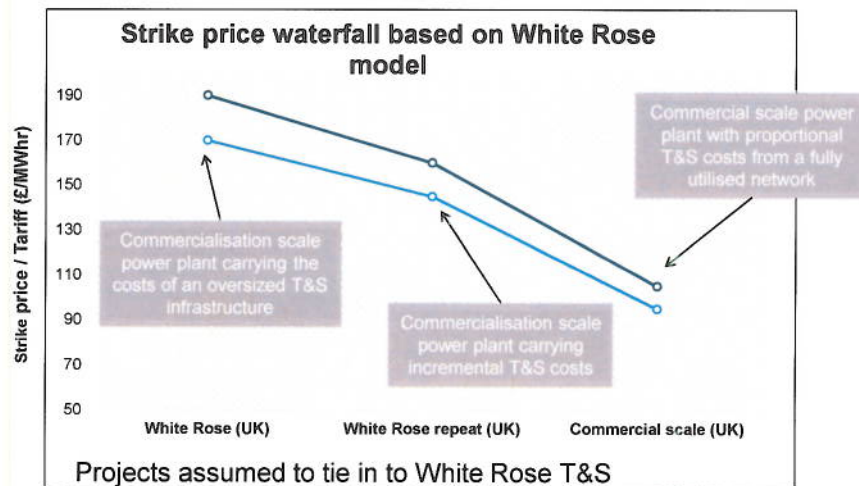 Strike price waterfall based on White Rose
model
Strike price / Tariff (£/MWhr)
190
170
150
130
110
90
70
50
Commercialisation scale
power plant carrying the
costs of an oversized T&S
infrastructure
Commercialisation scale
power plant carrying
incremental T&S costs
Commercial scale power
plant with proportional
T&S costs from a fully
utilised network
White Rose (UK)
White Rose repeat (UK)
Commercial scale (UK)
Projects assumed to tie in to White Rose T&S